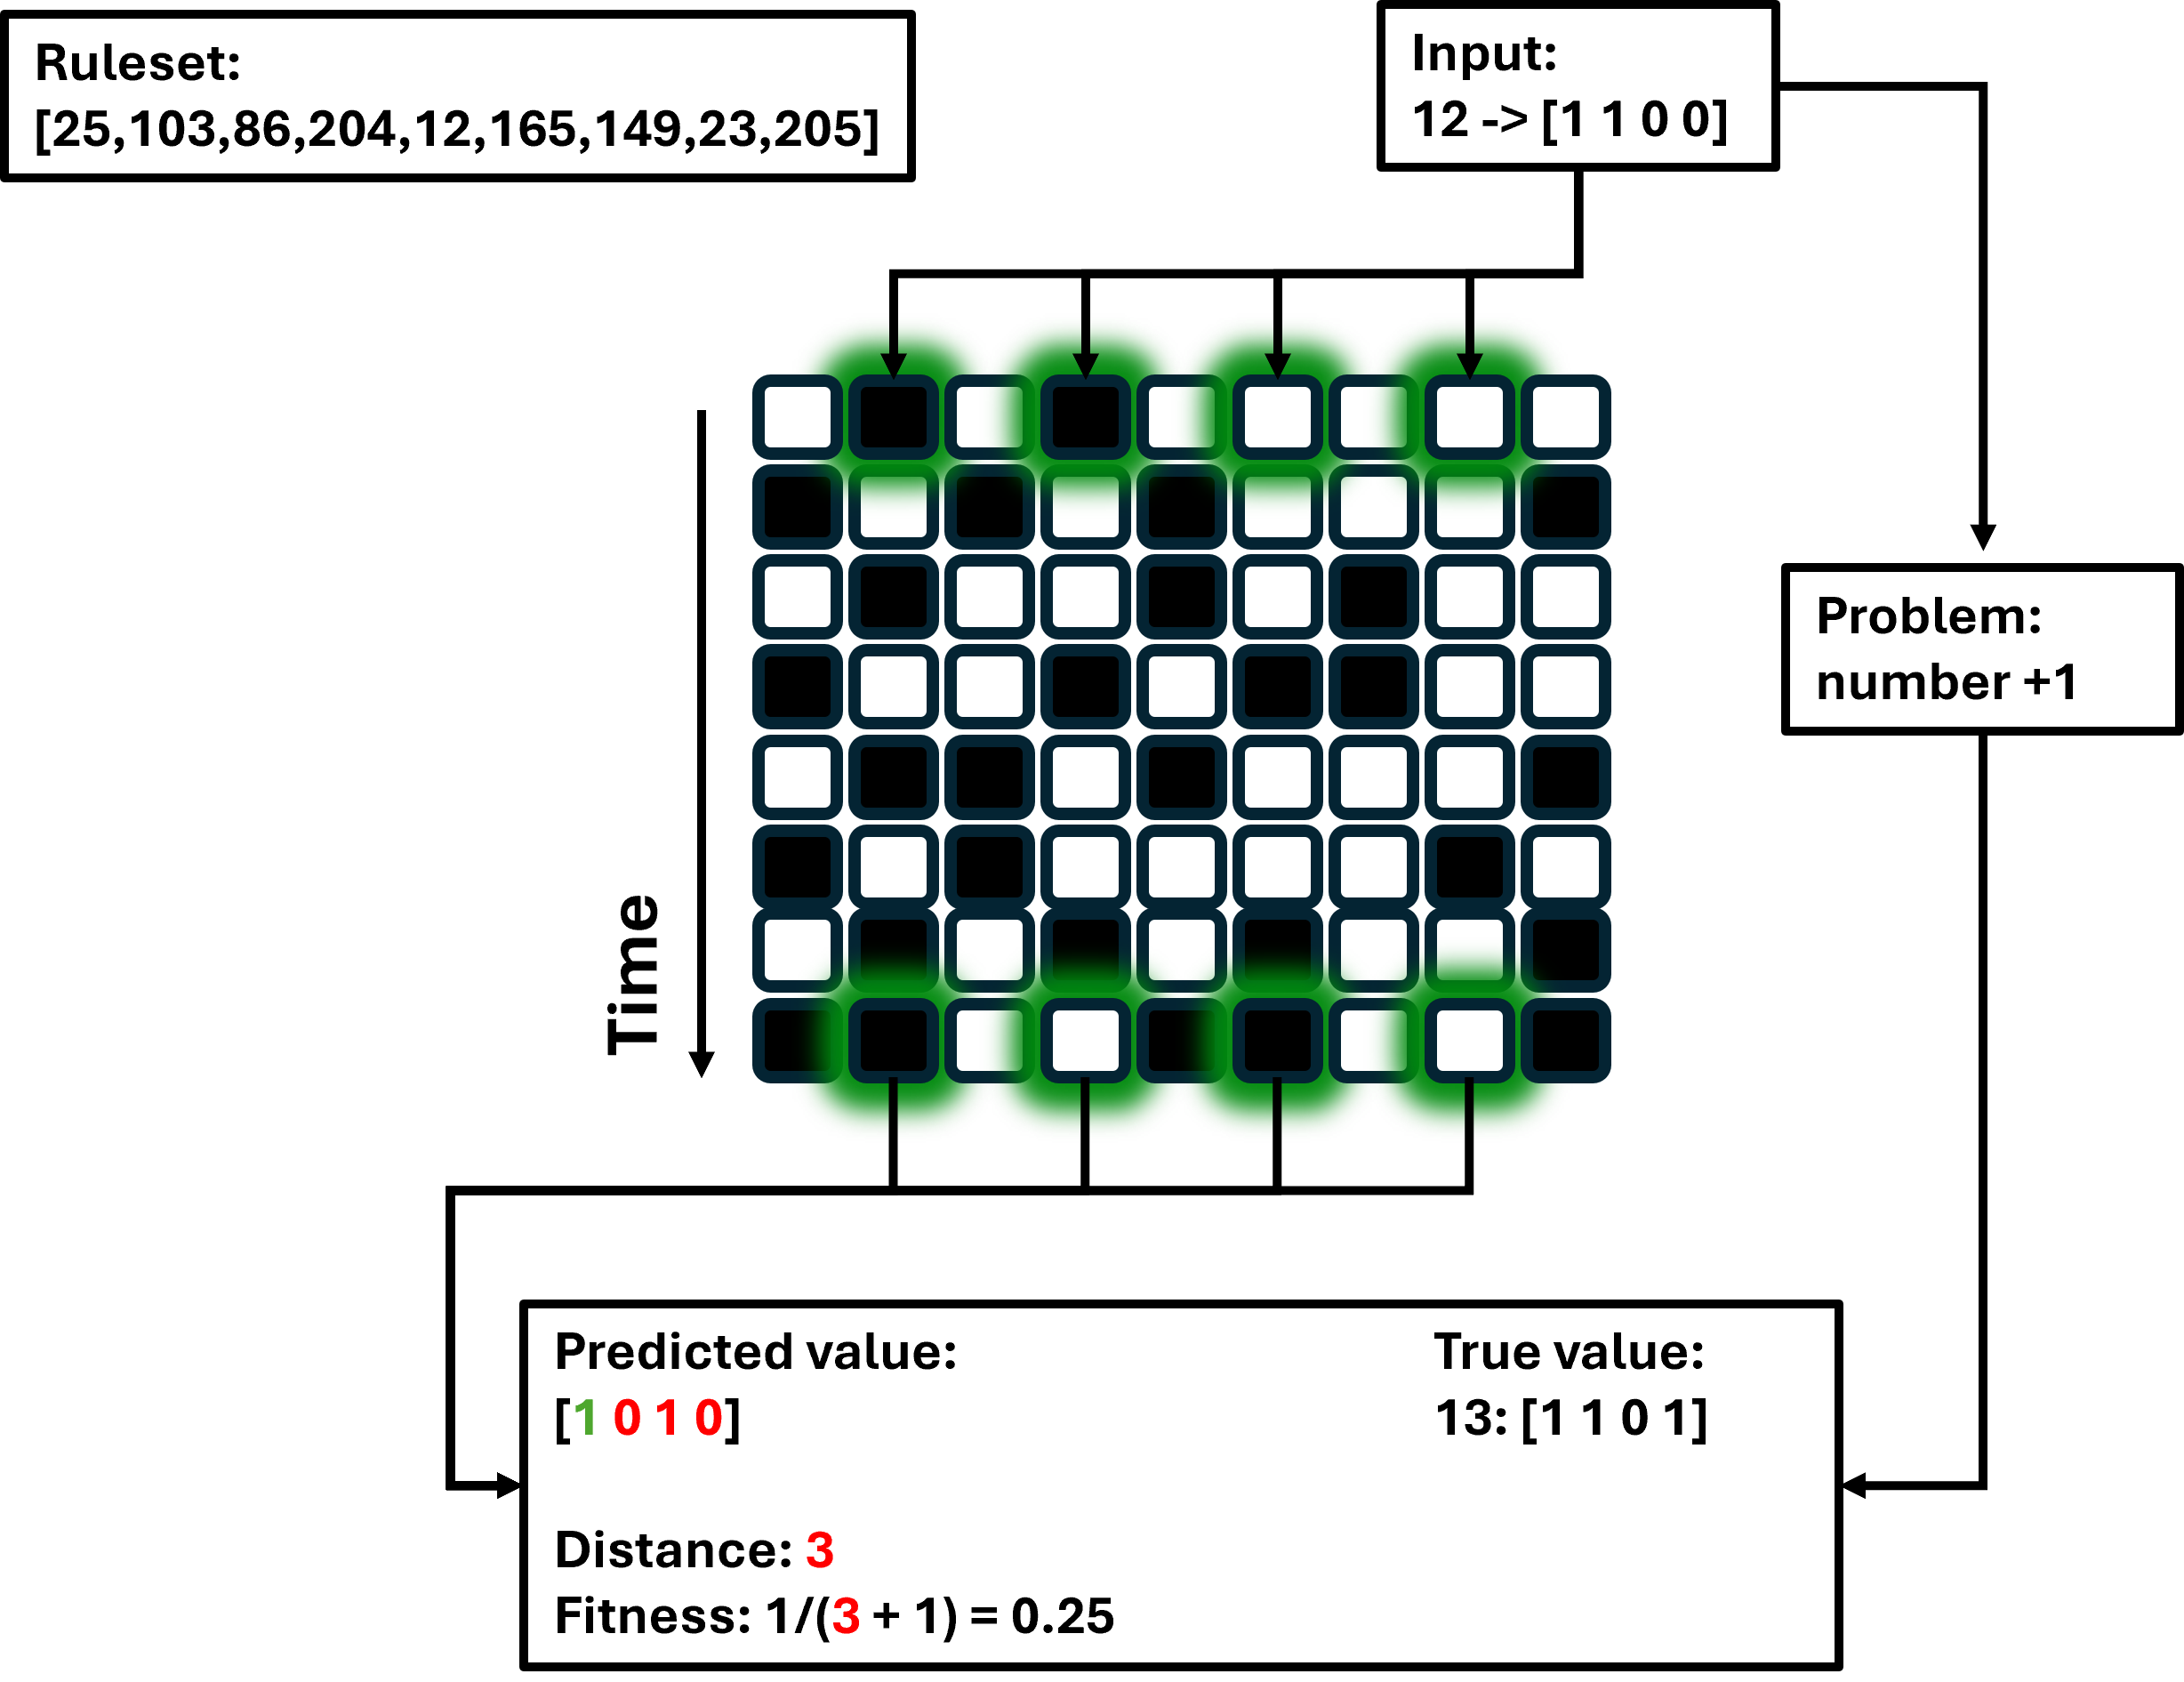 Ruleset:
[25,103,86,204,12,165,149,23,205]
Input:
12 -> [1 1 0 0]
Problem:
number +1
Time
Predicted value:
[1 0 1 0]
True value:
13: [1 1 0 1]
Distance: 3
Fitness: 1/(3 + 1) = 0.25